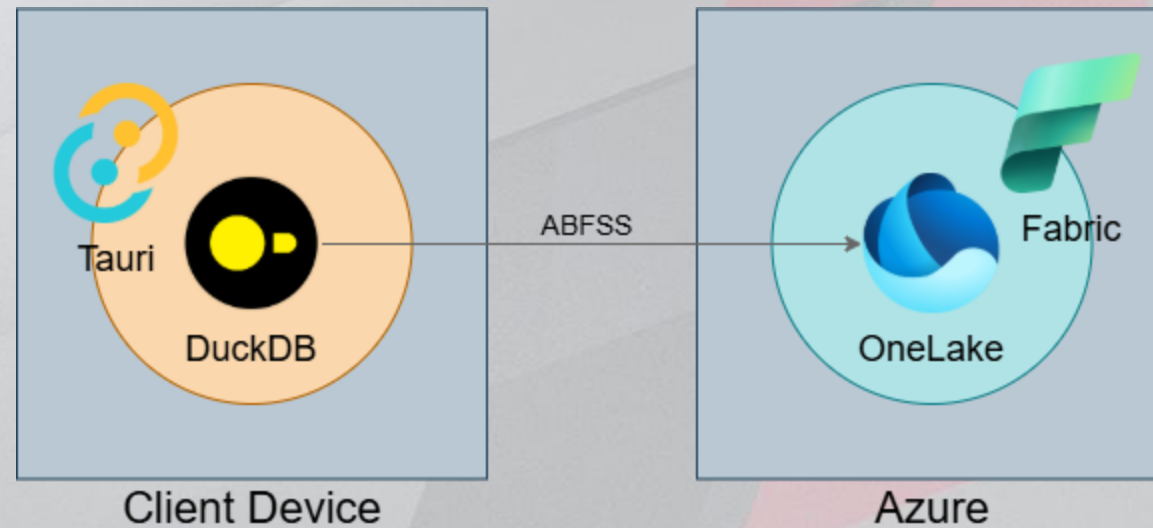 Tauri
DuckDB
ABFSS
Fabric
OneLake
Client Device
Azure